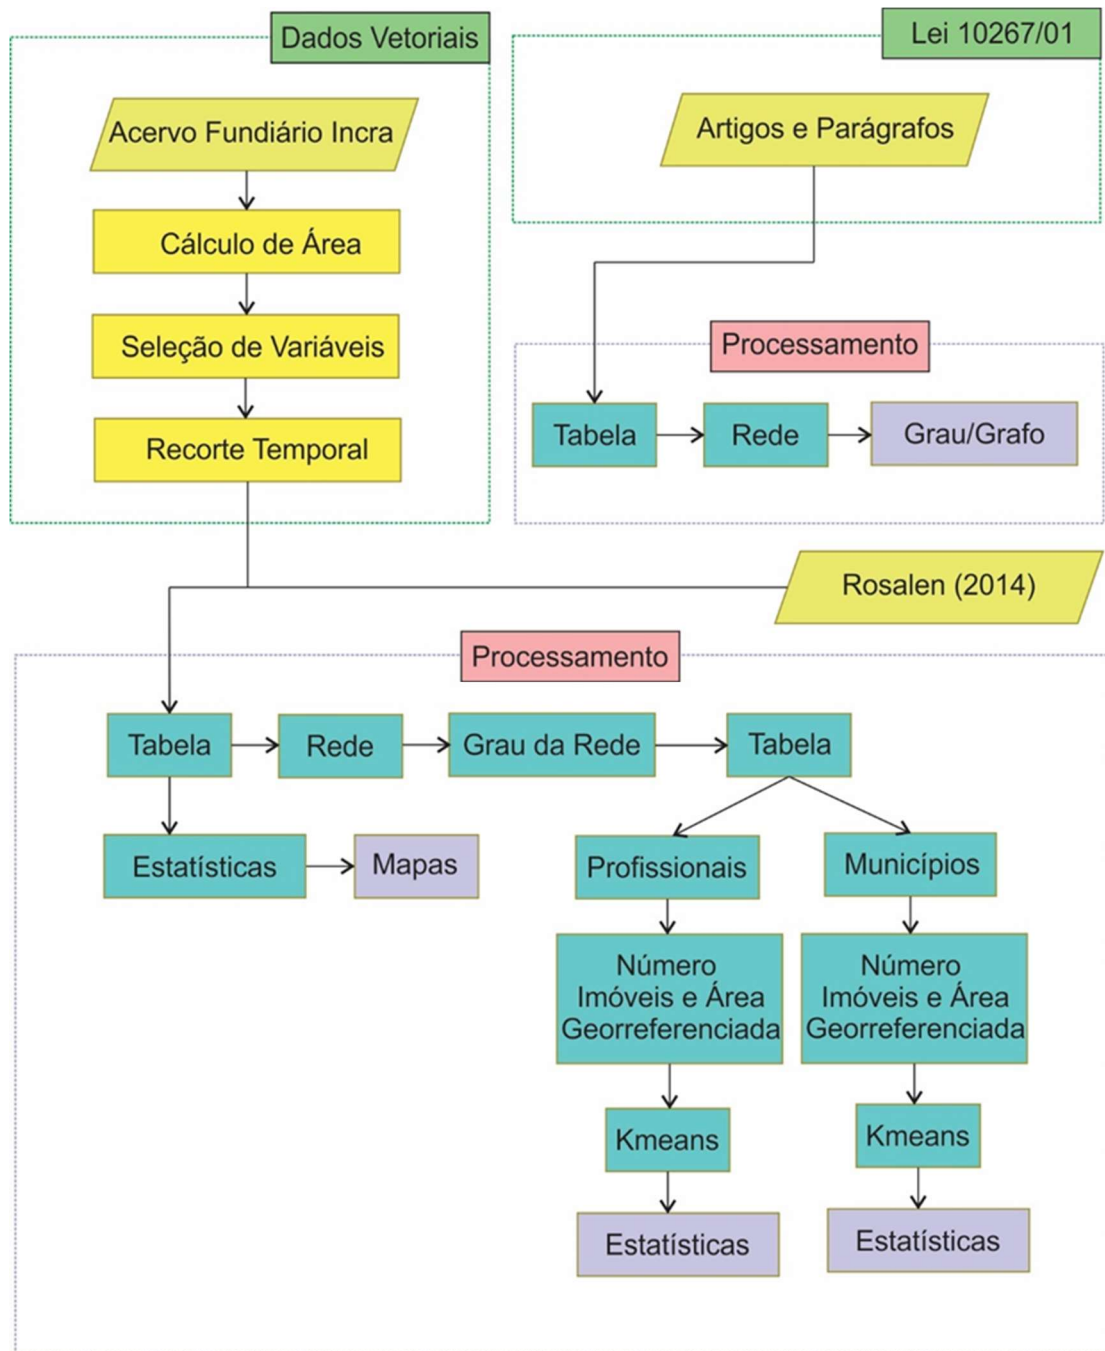 Dados Vetoriais
Acervo Fundiário Incra
Cálculo de Área
Seleção de Variáveis
Recorte Temporal
Lei 10267/01
Artigos e Parágrafos
Processamento
Tabela
Rede
Grau/Grafo
Rosalen (2014)
Processamento
Tabela
Rede
Grau da Rede
Tabela
Estatísticas
Mapas
Profissionais
Número
Imóveis e Área
Georreferenciada
Kmeans
Estatísticas
Municípios
Número
Imóveis e Área
Georreferenciada
Kmeans
Estatísticas